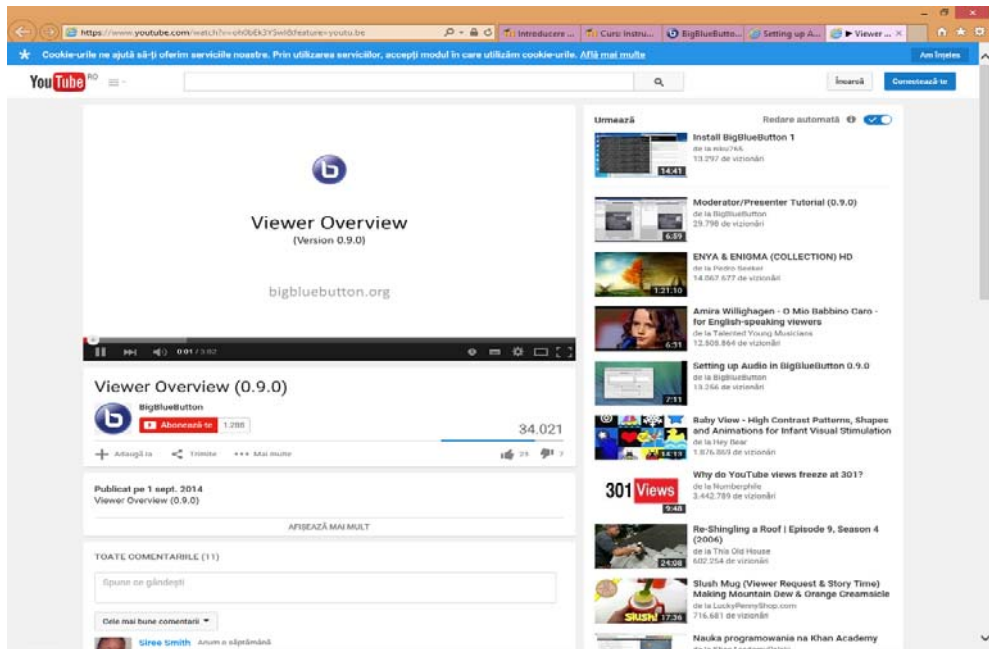 https://www.youtube.com/watch?v=oh0bEk3YSwI&feature=youtu.be
Introducere ...
Curs instru...
BigBlueButto...
Setting up A...
Viewer ...
Cookie-urile ne ajută să-ți oferim serviciile noastre. Prin utilizarea serviciilor, accepți modul în care utilizăm cookie-urile. Află mai multe
Am înțeles
YouTube RO
Încarcă
Conectează-te
Viewer Overview
(Version 0.9.0)
bigbluebutton.org
0:01 / 3:02
Viewer Overview (0.9.0)
BigBlueButton
Abonează-te 1.288
34.021
Adaugă la
Trimite
Mai multe
23
7
Publicat pe 1 sept. 2014
Viewer Overview (0.9.0)
AFIȘEAZĂ MAI MULT
TOATE COMENTARIILE (11)
Spune ce gândești
Cele mai bune comentarii
Siree Smith Acum o săptămână
Urmează
Redare automată
Install BigBlueButton 1
13.297 de vizionări
14:41
Moderator/Presenter Tutorial (0.9.0)
de la BigBlueButton
29.798 de vizionări
6:59
ENYA & ENIGMA (COLLECTION) HD
de la Pedro Seeker
14.067.677 de vizionări
1:21:10
Amira Willighagen - O Mio Babbino Caro -
for English-speaking viewers
de la Talented Young Musicians
12.808.864 de vizionări
6:31
Setting up Audio in BigBlueButton 0.9.0
de la BigBlueButton
13.266 de vizionări
7:11
Baby View - High Contrast Patterns, Shapes
and Animations for Infant Visual Stimulation
de la Hey Bear
1.876.869 de vizionări
14:13
Why do YouTube views freeze at 301?
de la Numberphile
3.442.789 de vizionări
301 Views
9:48
Re-Shingling a Roof | Episode 9, Season 4
(2006)
de la This Old House
602.254 de vizionări
24:08
Slush Mug (Viewer Request & Story Time)
Making Mountain Dew & Orange Creamsicle
de la LuckyPennyShop.com
716.681 de vizionări
Slush!
17:36
Nauka programowania na Khan Academy